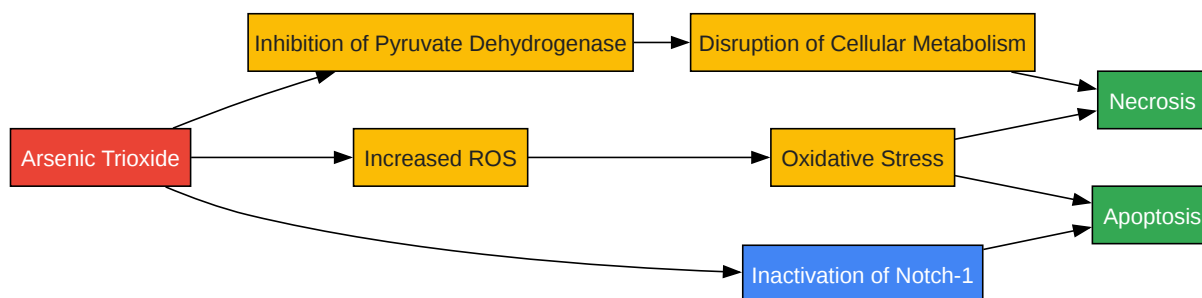 Inhibition of Pyruvate Dehydrogenase
Disruption of Cellular Metabolism
Necrosis
Arsenic Trioxide
Increased ROS
Oxidative Stress
Apoptosis
Inactivation of Notch-1